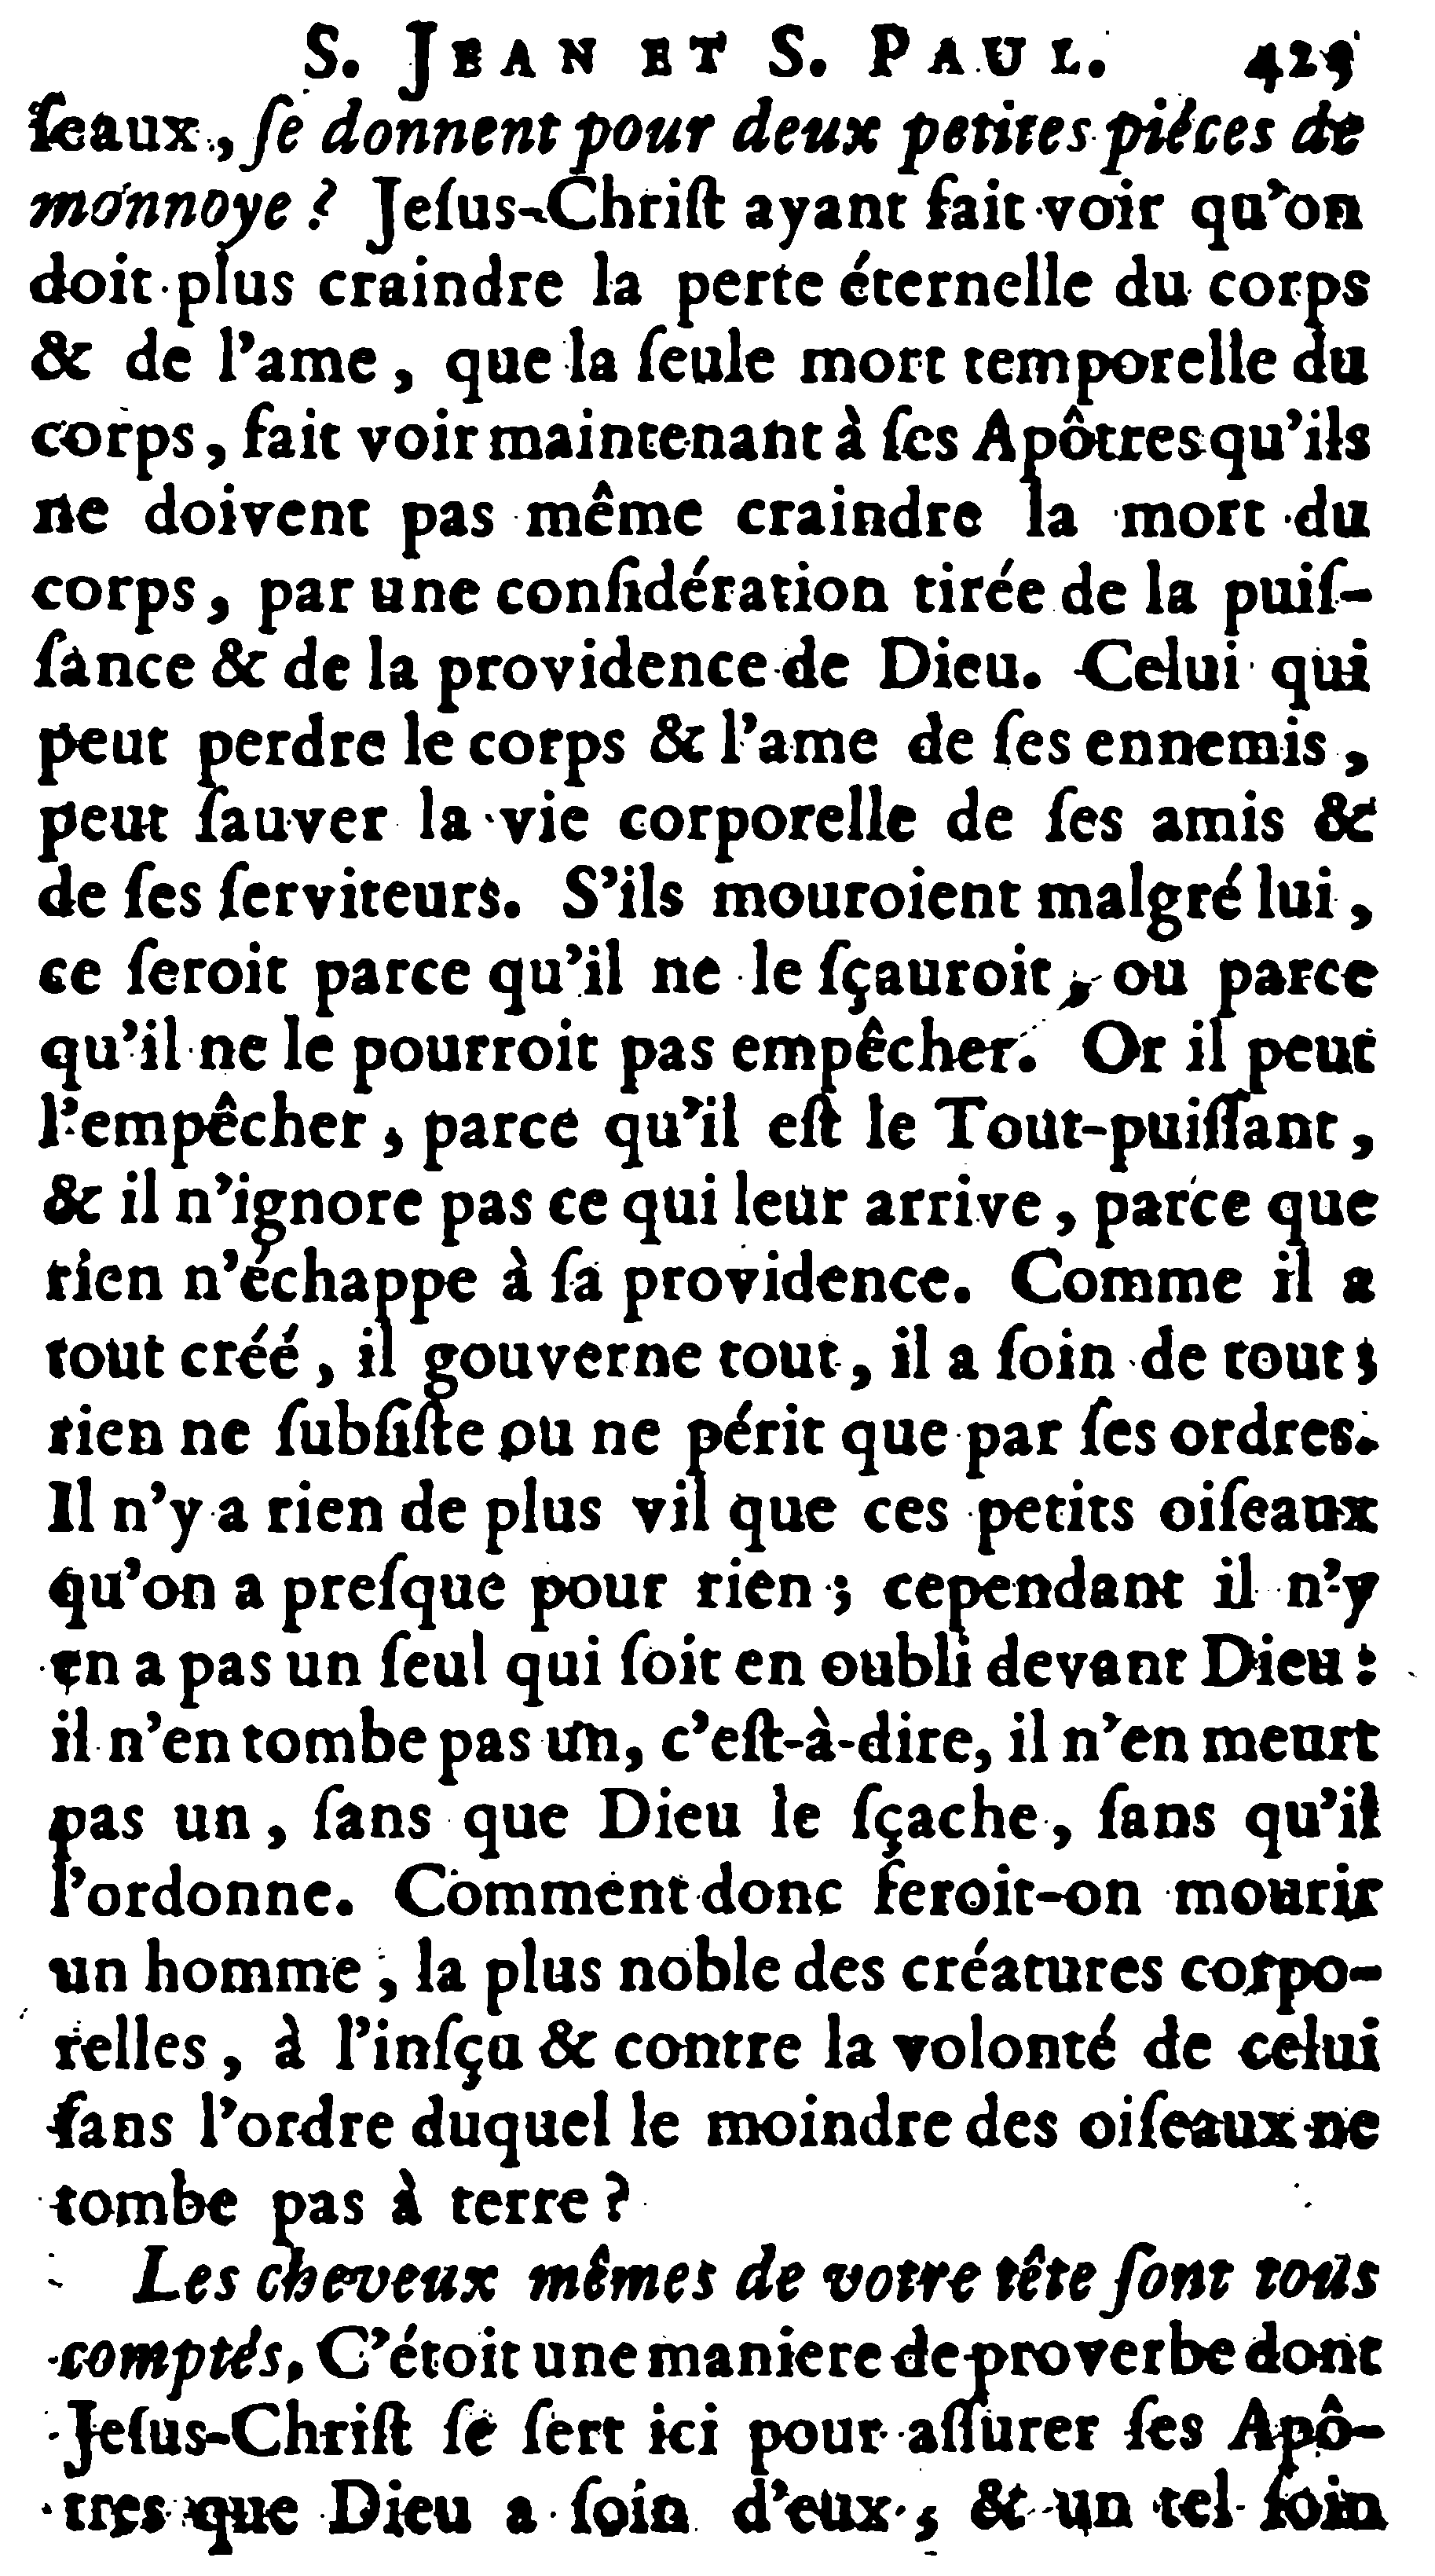 S. JEAN ET S. PAUL. 425
ſeaux, ſe donnent pour deux petites piéces de
monnoye ? Jeſus-Chriſt ayant fait voir qu'on
doit plus craindre la perte éternelle du corps
& de l'ame, que la ſeule mort temporelle du
corps, fait voir maintenant à ſes Apôtres qu'ils
ne doivent pas même craindre la mort du
corps, par une conſidération tirée de la puiſ-
ſance & de la providence de Dieu. Celui qui
peut perdre le corps & l'ame de ſes ennemis,
peut ſauver la vie corporelle de ſes amis &
de ſes ſerviteurs. S'ils mouroient malgré lui,
ce ſeroit parce qu'il ne le ſçauroit, ou parce
qu'il ne le pourroit pas empêcher. Or il peut
l'empêcher, parce qu'il eſt le Tout-puiſſant,
& il n'ignore pas ce qui leur arrive, parce que
rien n'échappe à ſa providence. Comme il a
tout créé, il gouverne tout, il a ſoin de tout ;
rien ne ſubſiſte ou ne périt que par ſes ordres.
Il n'y a rien de plus vil que ces petits oiſeaux
qu'on a preſque pour rien ; cependant il n'y
en a pas un ſeul qui ſoit en oubli devant Dieu :
il n'en tombe pas un, c'eſt-à-dire, il n'en meurt
pas un, ſans que Dieu le ſçache, ſans qu'il
l'ordonne. Comment donc feroit-on mourir
un homme, la plus noble des créatures corpo-
relles, à l'inſçu & contre la volonté de celui
ſans l'ordre duquel le moindre des oiſeaux ne
tombe pas à terre ?
Les cheveux mêmes de votre tête ſont tous
comptés. C'étoit une maniere de proverbe dont
Jeſus-Chriſt ſe ſert ici pour aſſurer ſes Apô-
tres que Dieu a ſoin d'eux, & un tel ſoin